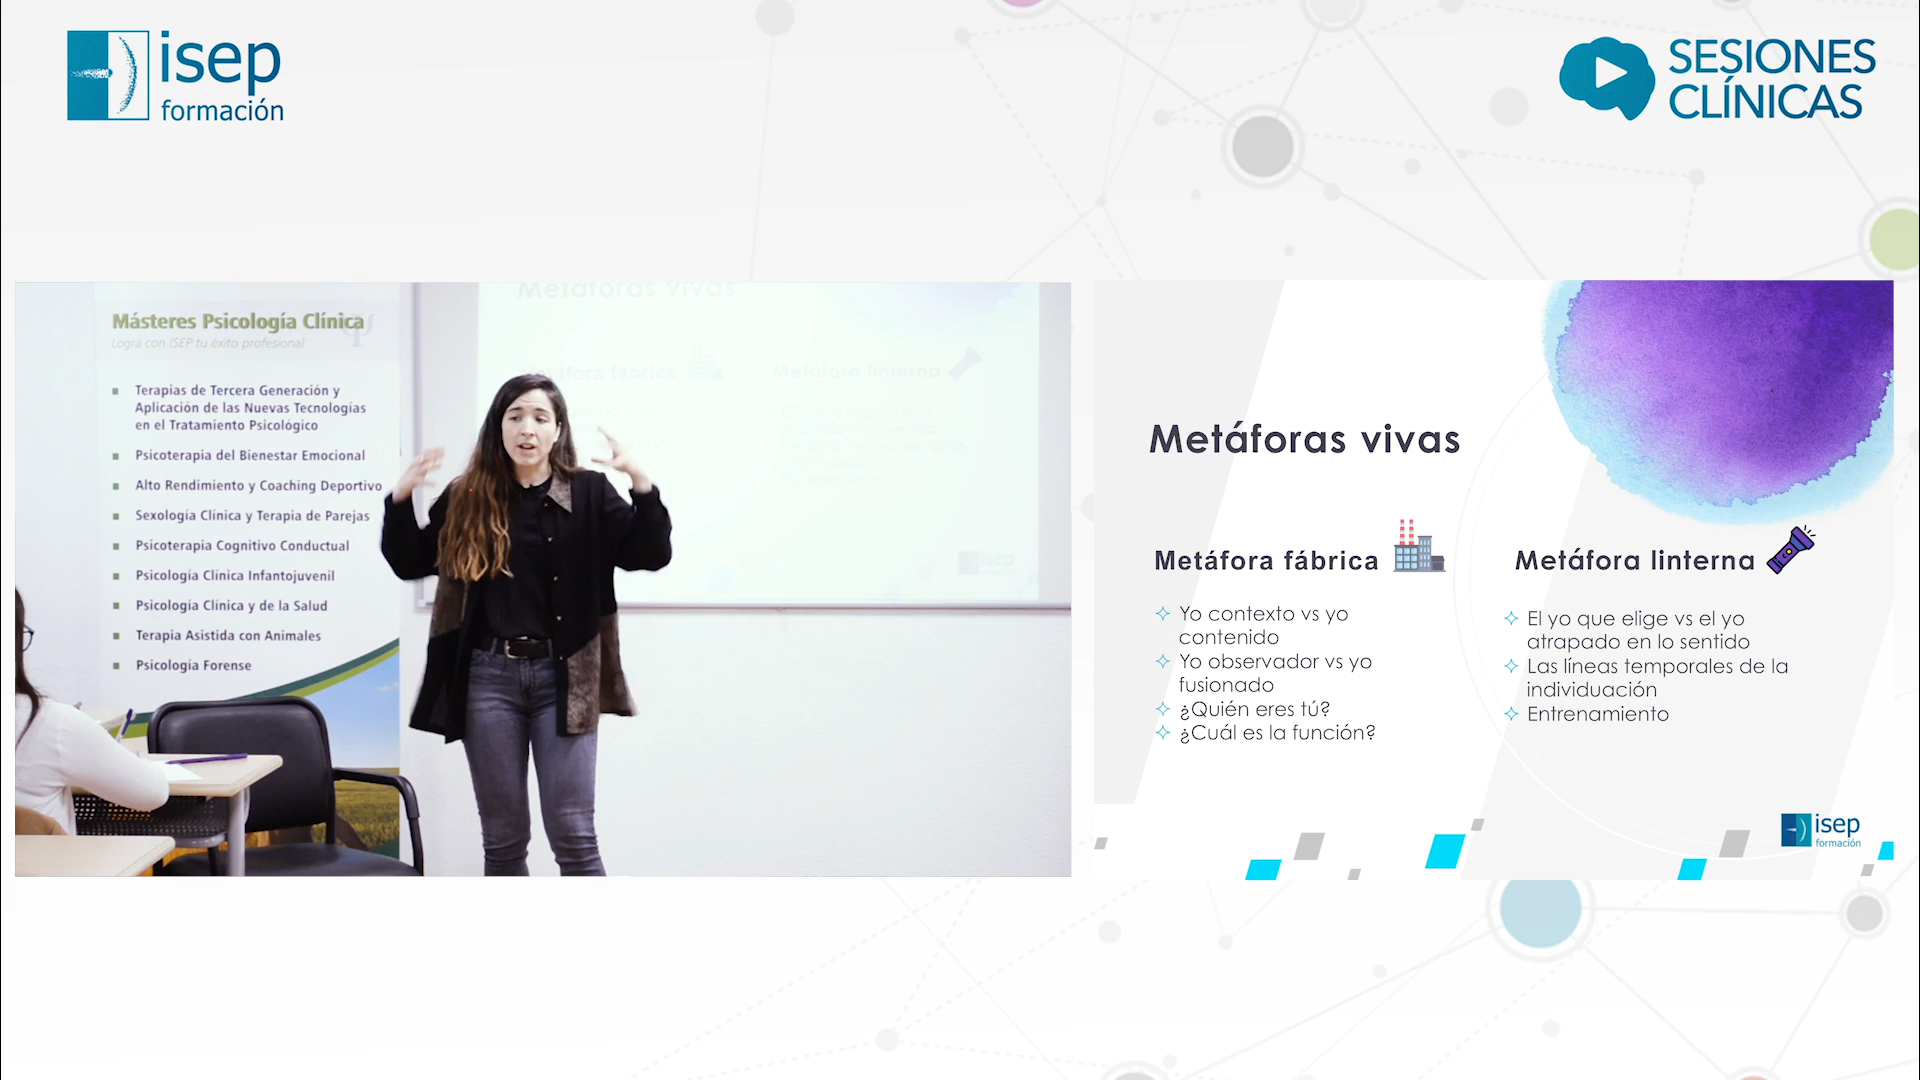 isep
formación
SESIONES
CLÍNICAS
Másteres Psicología Clínica
Logra con ISEP tu éxito profesional
Terapias de Tercera Generación y
Aplicación de las Nuevas Tecnologías
en el Tratamiento Psicológico
Psicoterapia del Bienestar Emocional
Alto Rendimiento y Coaching Deportivo
Sexología Clínica y Terapia de Parejas
Psicoterapia Cognitivo Conductual
Psicología Clínica Infantojuvenil
Psicología Clínica y de la Salud
Terapia Asistida con Animales
Psicología Forense
Metáforas vivas
Metáfora fábrica
Metáfora linterna
isep
Metáforas vivas
Metáfora fábrica
Yo contexto vs yo
contenido
Yo observador vs yo
fusionado
¿Quién eres tú?
¿Cuál es la función?
Metáfora linterna
El yo que elige vs el yo
atrapado en lo sentido
Las líneas temporales de la
individuación
Entrenamiento
isep
formación